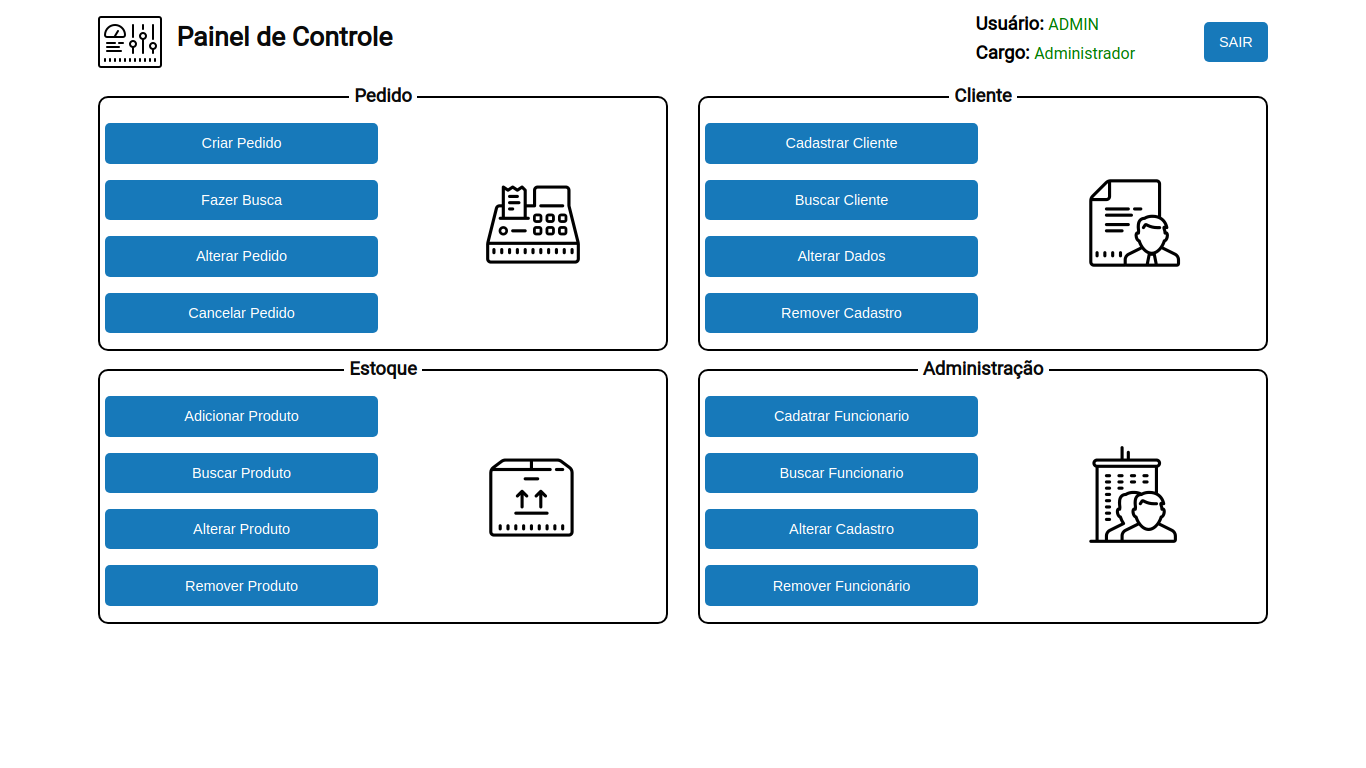 Painel de Controle
Usuário: ADMIN
Cargo: Administrador
SAIR
Pedido
Criar Pedido
Fazer Busca
Alterar Pedido
Cancelar Pedido
Cliente
Cadastrar Cliente
Buscar Cliente
Alterar Dados
Remover Cadastro
Estoque
Adicionar Produto
Buscar Produto
Alterar Produto
Remover Produto
Administração
Cadatrar Funcionario
Buscar Funcionario
Alterar Cadastro
Remover Funcionário